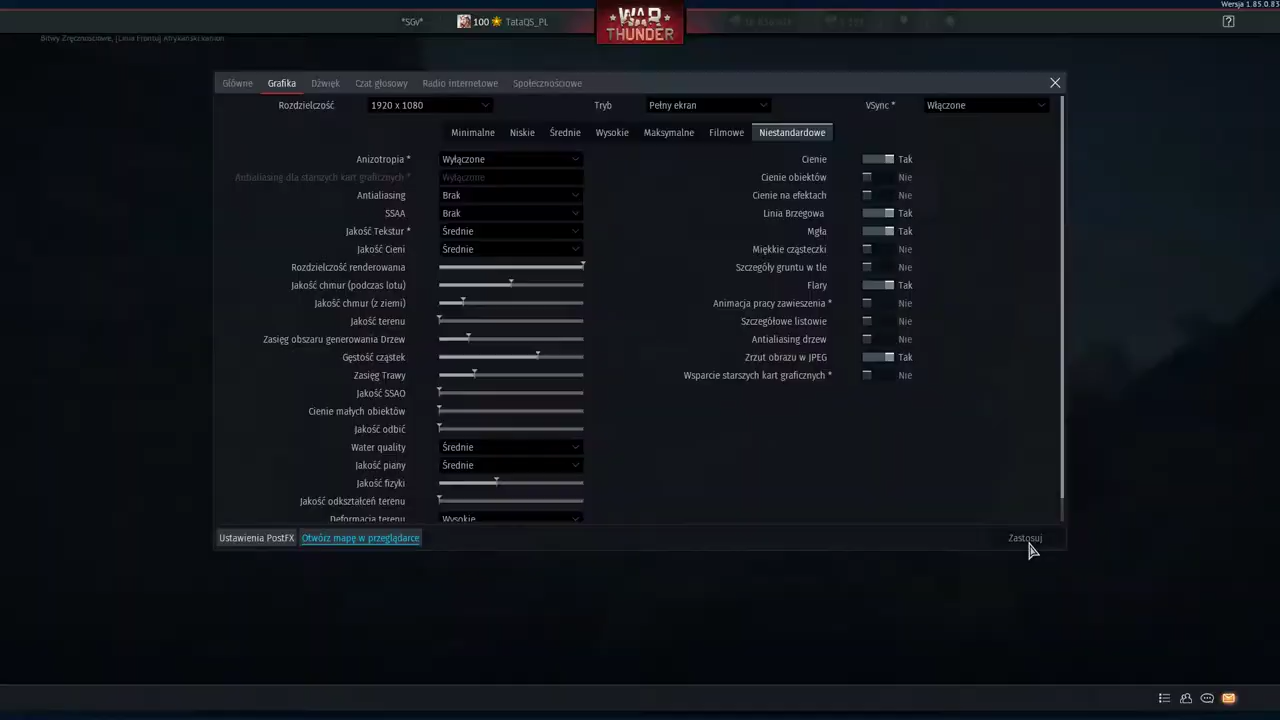 Wersja 1.85.0.83
*SGv* 100 TataQS_PL
WAR THUNDER
Bitwy Zręcznościowe, [Linia Frontu] Afrykański kanion
Główne Grafika Dźwięk Czat głosowy Radio internetowe Społecznościowe
Rozdzielczość 1920 x 1080 Tryb Pełny ekran VSync * Włączone
Minimalne Niskie Średnie Wysokie Maksymalne Filmowe Niestandardowe
Anizotropia * Wyłączone Cienie Tak
Antialiasing dla starszych kart graficznych * Wyłączone Cienie obiektów Nie
Antialiasing Brak Cienie na efektach Nie
SSAA Brak Linia Brzegowa Tak
Jakość Tekstur * Średnie Mgła Tak
Jakość Cieni Średnie Miękkie cząsteczki Nie
Rozdzielczość renderowania Szczegóły gruntu w tle Nie
Jakość chmur (podczas lotu) Flary Tak
Jakość chmur (z ziemi) Animacja pracy zawieszenia * Nie
Jakość terenu Szczegółowe listowie Nie
Zasięg obszaru generowania Drzew Antialiasing drzew Nie
Gęstość cząstek Zrzut obrazu w JPEG Tak
Zasięg Trawy Wsparcie starszych kart graficznych * Nie
Jakość SSAO
Cienie małych obiektów
Jakość odbić
Water quality Średnie
Jakość piany Średnie
Jakość fizyki
Jakość odkształceń terenu
Deformacja terenu Wysokie
Ustawienia PostFX Otwórz mapę w przeglądarce Zastosuj